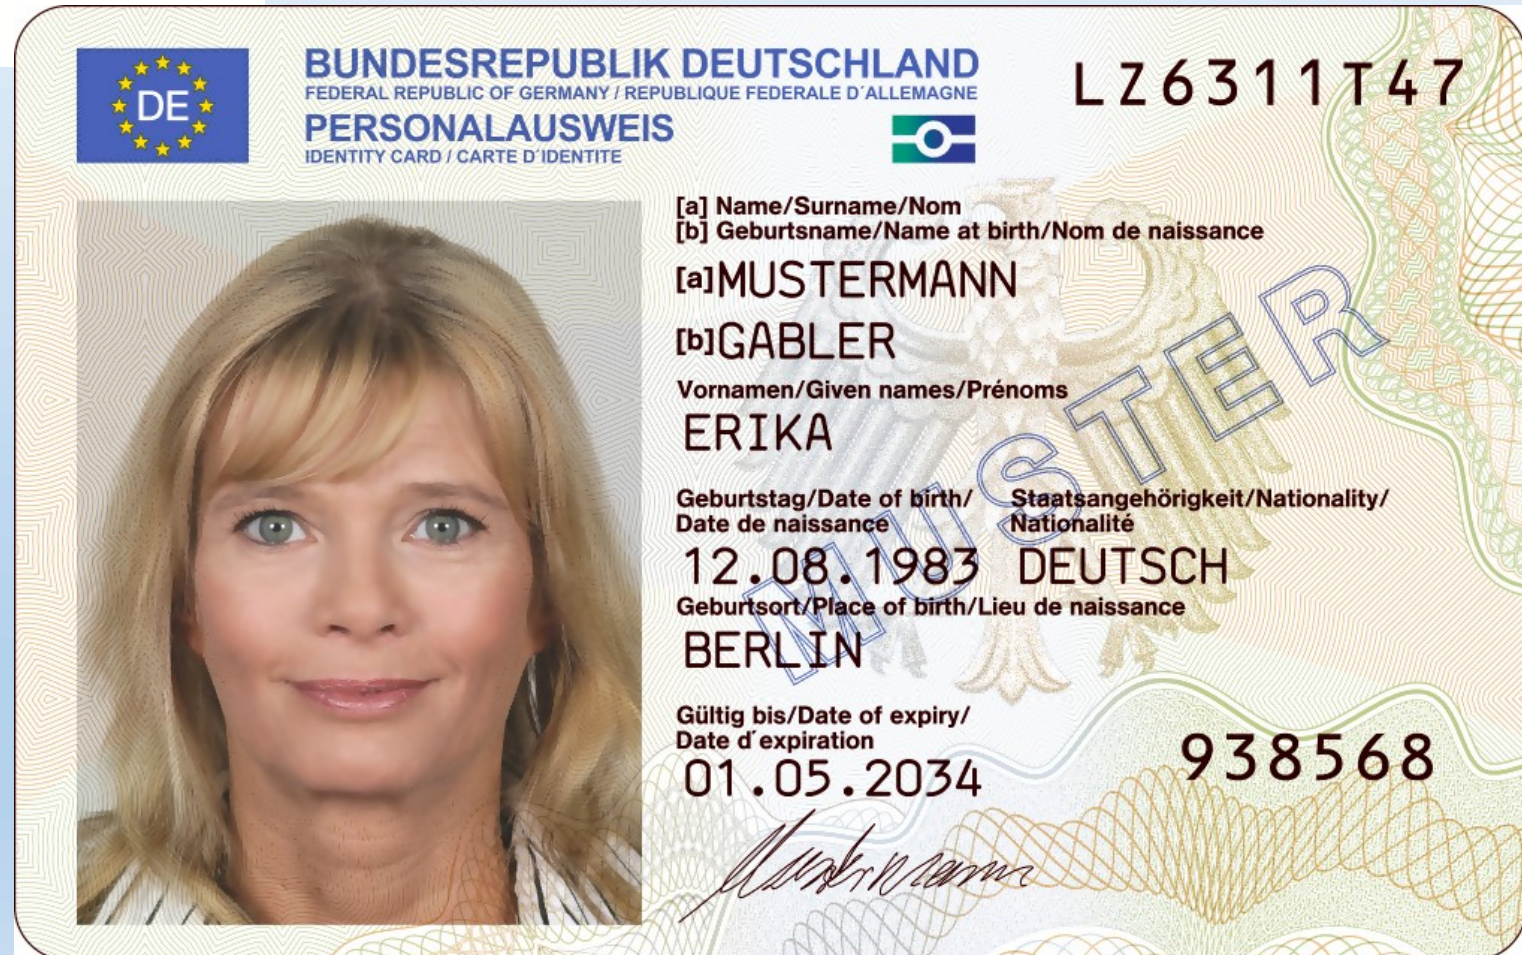 DE
BUNDESREPUBLIK DEUTSCHLAND
FEDERAL REPUBLIC OF GERMANY / REPUBLIQUE FEDERALE D´ALLEMAGNE
PERSONALAUSWEIS
IDENTITY CARD / CARTE D´IDENTITE
LZ6311T47
[a] Name/Surname/Nom
[b] Geburtsname/Name at birth/Nom de naissance
[a] MUSTERMANN
[b] GABLER
Vornamen/Given names/Prénoms
ERIKA
Geburtstag/Date of birth/
Date de naissance
12.08.1983
Staatsangehörigkeit/Nationality/
Nationalité
DEUTSCH
Geburtsort/Place of birth/Lieu de naissance
BERLIN
Gültig bis/Date of expiry/
Date d´expiration
01.05.2034
938568
Mustermann
MUSTER